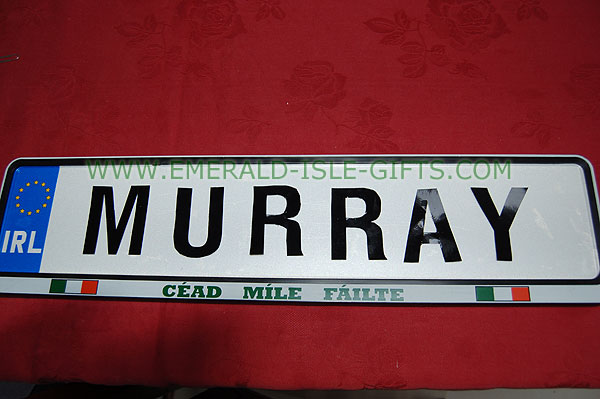 WWW.EMERALD-ISLE-GIFTS.COM
MURRAY
IRL
CÉAD MÍLE FÁILTE